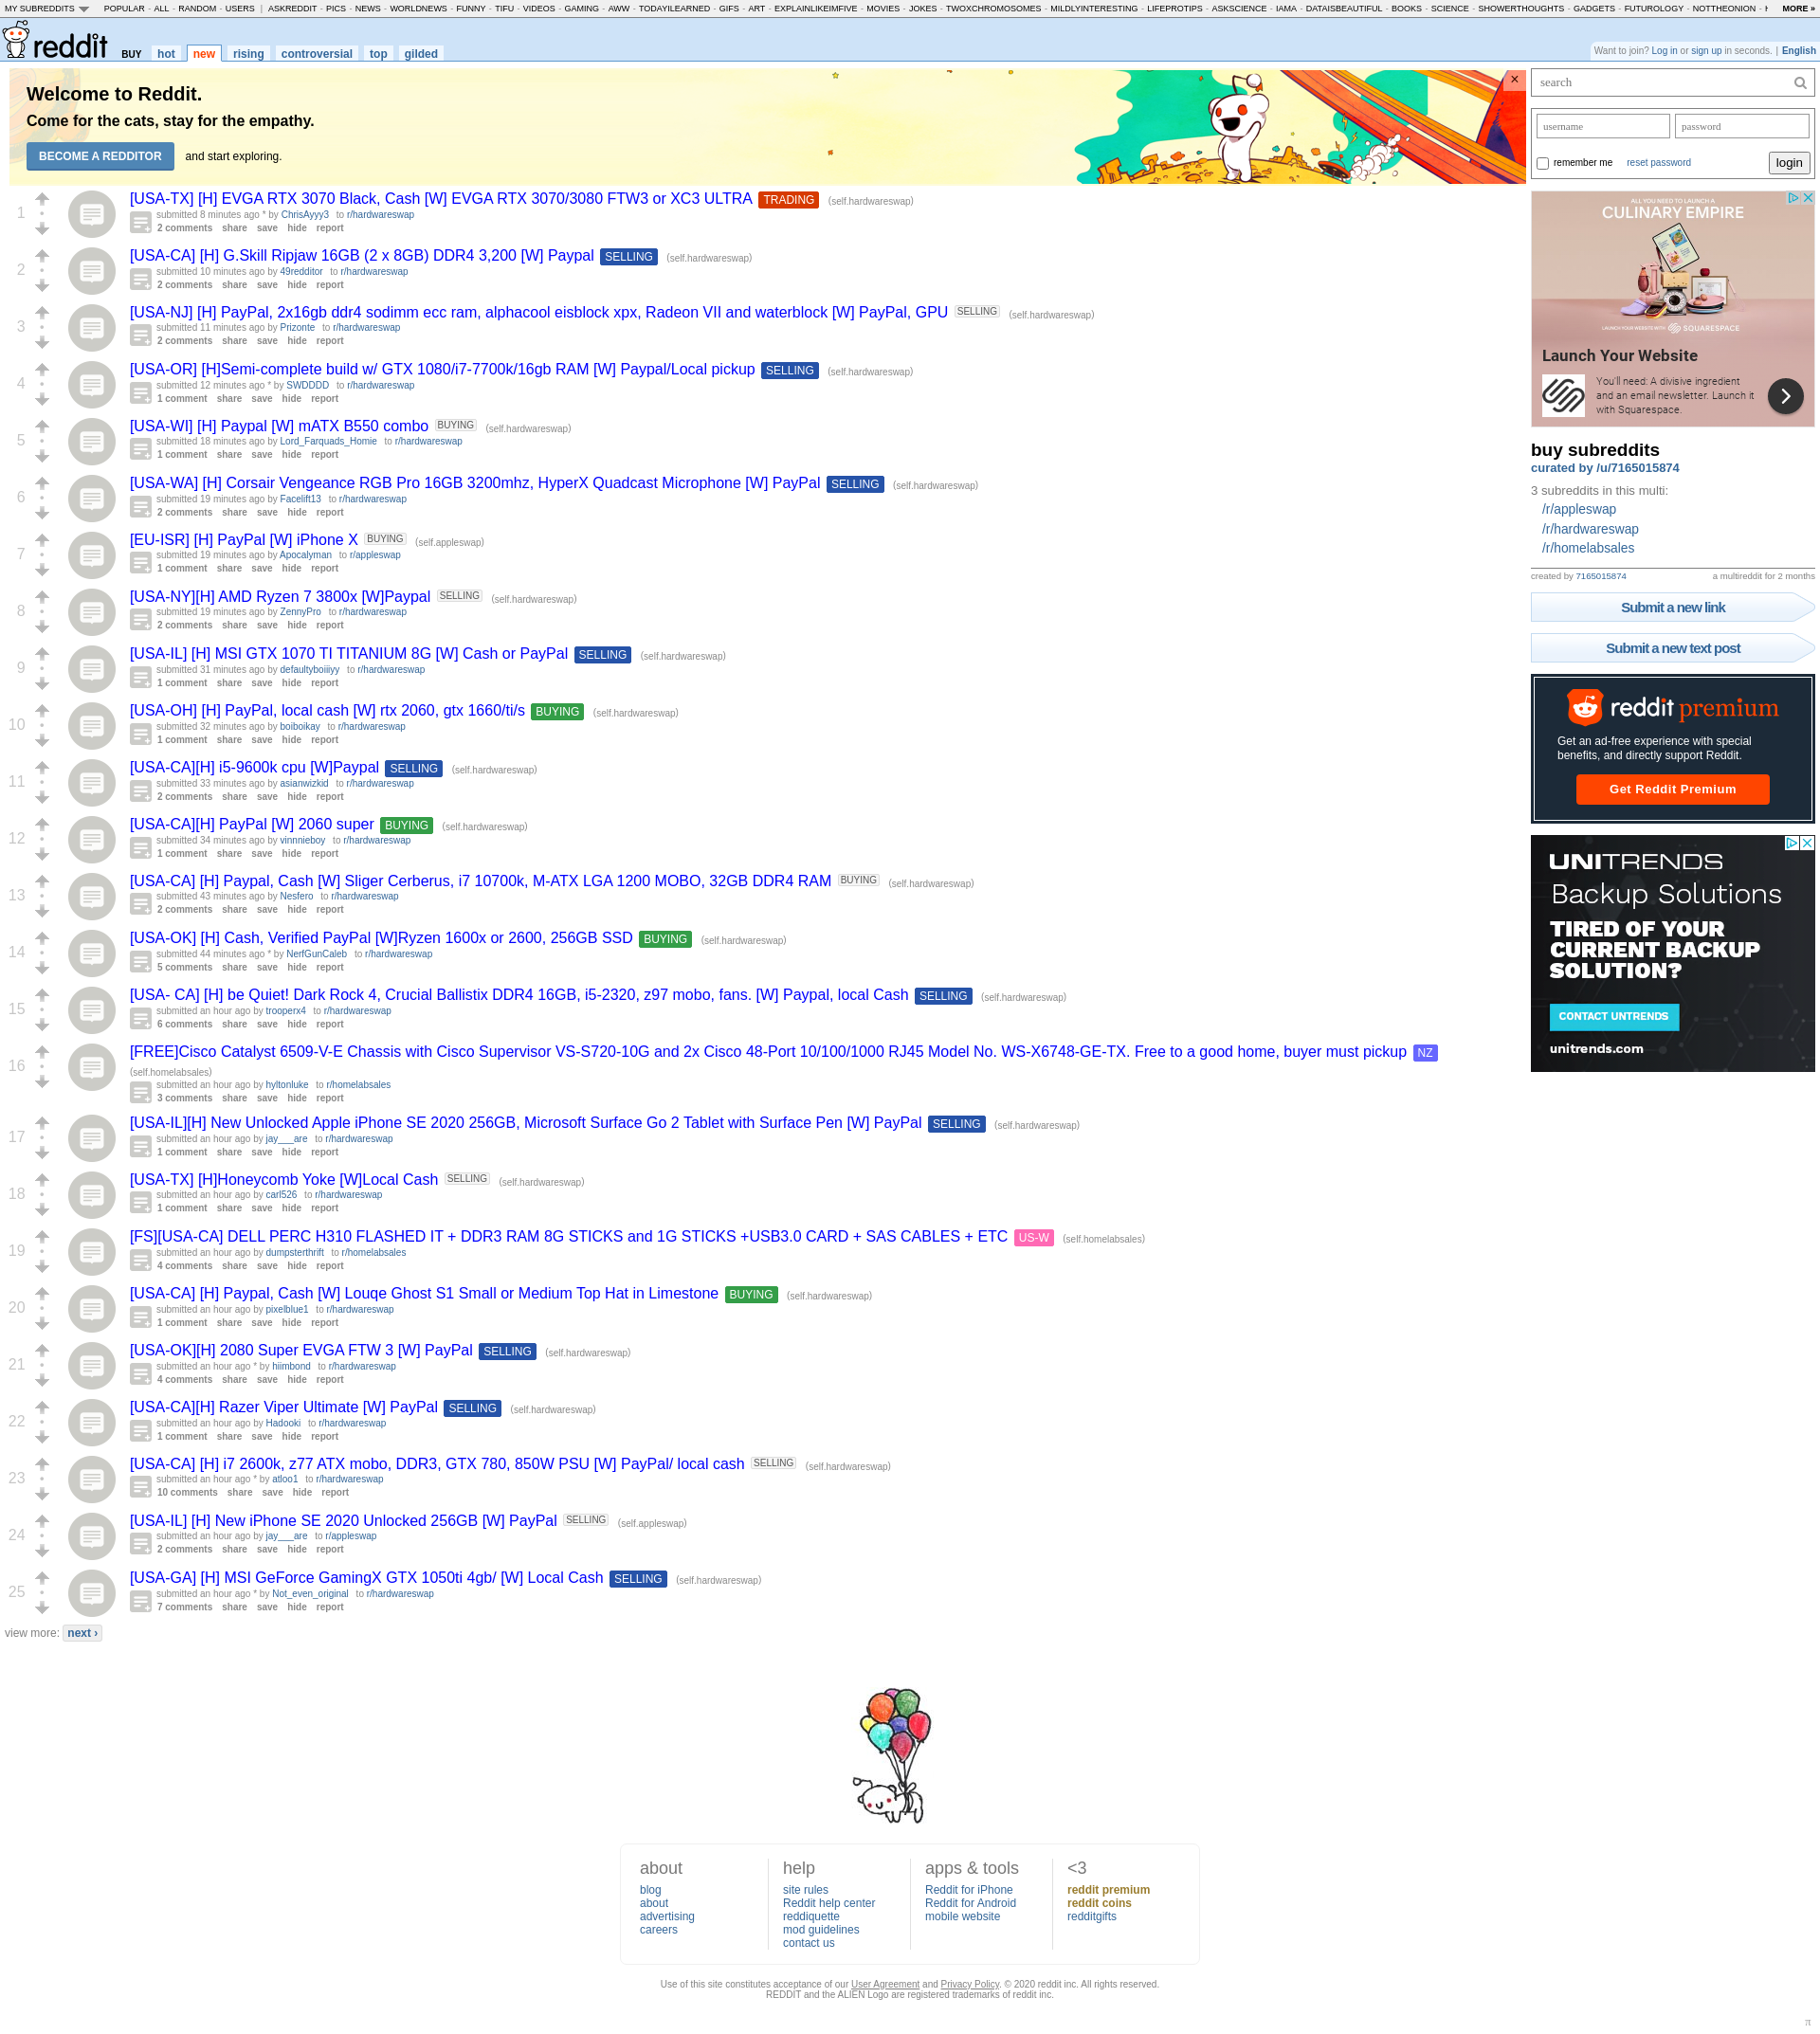 MY SUBREDDITS POPULAR - ALL - RANDOM - USERS | ASKREDDIT - PICS - NEWS - WORLDNEWS - FUNNY - TIFU - VIDEOS - GAMING - AWW - TODAYILEARNED - GIFS - ART - EXPLAINLIKEIMFIVE - MOVIES - JOKES - TWOXCHROMOSOMES - MILDLYINTERESTING - LIFEPROTIPS - ASKSCIENCE - IAMA - DATAISBEAUTIFUL - BOOKS - SCIENCE - SHOWERTHOUGHTS - GADGETS - FUTUROLOGY - NOTTHEONION - MORE »
reddit BUY hot new rising controversial top gilded
Want to join? Log in or sign up in seconds. | English
Welcome to Reddit.
Come for the cats, stay for the empathy.
BECOME A REDDITOR and start exploring.
×
1
[USA-TX] [H] EVGA RTX 3070 Black, Cash [W] EVGA RTX 3070/3080 FTW3 or XC3 ULTRA TRADING (self.hardwareswap)
submitted 8 minutes ago * by ChrisAyyy3 to r/hardwareswap
2 comments share save hide report
2
[USA-CA] [H] G.Skill Ripjaw 16GB (2 x 8GB) DDR4 3,200 [W] Paypal SELLING (self.hardwareswap)
submitted 10 minutes ago by 49redditor to r/hardwareswap
2 comments share save hide report
3
[USA-NJ] [H] PayPal, 2x16gb ddr4 sodimm ecc ram, alphacool eisblock xpx, Radeon VII and waterblock [W] PayPal, GPU SELLING (self.hardwareswap)
submitted 11 minutes ago by Prizonte to r/hardwareswap
2 comments share save hide report
4
[USA-OR] [H]Semi-complete build w/ GTX 1080/i7-7700k/16gb RAM [W] Paypal/Local pickup SELLING (self.hardwareswap)
submitted 12 minutes ago * by SWDDDD to r/hardwareswap
1 comment share save hide report
5
[USA-WI] [H] Paypal [W] mATX B550 combo BUYING (self.hardwareswap)
submitted 18 minutes ago by Lord_Farquads_Homie to r/hardwareswap
1 comment share save hide report
6
[USA-WA] [H] Corsair Vengeance RGB Pro 16GB 3200mhz, HyperX Quadcast Microphone [W] PayPal SELLING (self.hardwareswap)
submitted 19 minutes ago by Facelift13 to r/hardwareswap
2 comments share save hide report
7
[EU-ISR] [H] PayPal [W] iPhone X BUYING (self.appleswap)
submitted 19 minutes ago by Apocalyman to r/appleswap
1 comment share save hide report
8
[USA-NY][H] AMD Ryzen 7 3800x [W]Paypal SELLING (self.hardwareswap)
submitted 19 minutes ago by ZennyPro to r/hardwareswap
2 comments share save hide report
9
[USA-IL] [H] MSI GTX 1070 TI TITANIUM 8G [W] Cash or PayPal SELLING (self.hardwareswap)
submitted 31 minutes ago by defaultyboiiiyy to r/hardwareswap
1 comment share save hide report
10
[USA-OH] [H] PayPal, local cash [W] rtx 2060, gtx 1660/ti/s BUYING (self.hardwareswap)
submitted 32 minutes ago by boiboikay to r/hardwareswap
1 comment share save hide report
11
[USA-CA][H] i5-9600k cpu [W]Paypal SELLING (self.hardwareswap)
submitted 33 minutes ago by asianwizkid to r/hardwareswap
2 comments share save hide report
12
[USA-CA][H] PayPal [W] 2060 super BUYING (self.hardwareswap)
submitted 34 minutes ago by vinnnieboy to r/hardwareswap
1 comment share save hide report
13
[USA-CA] [H] Paypal, Cash [W] Sliger Cerberus, i7 10700k, M-ATX LGA 1200 MOBO, 32GB DDR4 RAM BUYING (self.hardwareswap)
submitted 43 minutes ago by Nesfero to r/hardwareswap
2 comments share save hide report
14
[USA-OK] [H] Cash, Verified PayPal [W]Ryzen 1600x or 2600, 256GB SSD BUYING (self.hardwareswap)
submitted 44 minutes ago * by NerfGunCaleb to r/hardwareswap
5 comments share save hide report
15
[USA- CA] [H] be Quiet! Dark Rock 4, Crucial Ballistix DDR4 16GB, i5-2320, z97 mobo, fans. [W] Paypal, local Cash SELLING (self.hardwareswap)
submitted an hour ago by trooperx4 to r/hardwareswap
6 comments share save hide report
16
[FREE]Cisco Catalyst 6509-V-E Chassis with Cisco Supervisor VS-S720-10G and 2x Cisco 48-Port 10/100/1000 RJ45 Model No. WS-X6748-GE-TX. Free to a good home, buyer must pickup NZ
(self.homelabsales)
submitted an hour ago by hyltonluke to r/homelabsales
3 comments share save hide report
17
[USA-IL][H] New Unlocked Apple iPhone SE 2020 256GB, Microsoft Surface Go 2 Tablet with Surface Pen [W] PayPal SELLING (self.hardwareswap)
submitted an hour ago by jay___are to r/hardwareswap
1 comment share save hide report
18
[USA-TX] [H]Honeycomb Yoke [W]Local Cash SELLING (self.hardwareswap)
submitted an hour ago by carl526 to r/hardwareswap
1 comment share save hide report
19
[FS][USA-CA] DELL PERC H310 FLASHED IT + DDR3 RAM 8G STICKS and 1G STICKS +USB3.0 CARD + SAS CABLES + ETC US-W (self.homelabsales)
submitted an hour ago by dumpsterthrift to r/homelabsales
4 comments share save hide report
20
[USA-CA] [H] Paypal, Cash [W] Louqe Ghost S1 Small or Medium Top Hat in Limestone BUYING (self.hardwareswap)
submitted an hour ago by pixelblue1 to r/hardwareswap
1 comment share save hide report
21
[USA-OK][H] 2080 Super EVGA FTW 3 [W] PayPal SELLING (self.hardwareswap)
submitted an hour ago * by hiimbond to r/hardwareswap
4 comments share save hide report
22
[USA-CA][H] Razer Viper Ultimate [W] PayPal SELLING (self.hardwareswap)
submitted an hour ago by Hadooki to r/hardwareswap
1 comment share save hide report
23
[USA-CA] [H] i7 2600k, z77 ATX mobo, DDR3, GTX 780, 850W PSU [W] PayPal/ local cash SELLING (self.hardwareswap)
submitted an hour ago * by atloo1 to r/hardwareswap
10 comments share save hide report
24
[USA-IL] [H] New iPhone SE 2020 Unlocked 256GB [W] PayPal SELLING (self.appleswap)
submitted an hour ago by jay___are to r/appleswap
2 comments share save hide report
25
[USA-GA] [H] MSI GeForce GamingX GTX 1050ti 4gb/ [W] Local Cash SELLING (self.hardwareswap)
submitted an hour ago * by Not_even_original to r/hardwareswap
7 comments share save hide report
view more: next ›
search
username password
remember me reset password login
ALL YOU NEED TO LAUNCH A
CULINARY EMPIRE
LAUNCH YOUR WEBSITE WITH SQUARESPACE
Launch Your Website
You'll need: A divisive ingredient
and an email newsletter. Launch it
with Squarespace.
buy subreddits
curated by /u/7165015874
3 subreddits in this multi:
/r/appleswap
/r/hardwareswap
/r/homelabsales
created by 7165015874 a multireddit for 2 months
Submit a new link
Submit a new text post
reddit premium
Get an ad-free experience with special
benefits, and directly support Reddit.
Get Reddit Premium
UNITRENDS
Backup Solutions
TIRED OF YOUR
CURRENT BACKUP
SOLUTION?
CONTACT UNTRENDS
unitrends.com
about
blog
about
advertising
careers
help
site rules
Reddit help center
reddiquette
mod guidelines
contact us
apps & tools
Reddit for iPhone
Reddit for Android
mobile website
<3
reddit premium
reddit coins
redditgifts
Use of this site constitutes acceptance of our User Agreement and Privacy Policy. © 2020 reddit inc. All rights reserved.
REDDIT and the ALIEN Logo are registered trademarks of reddit inc.
π